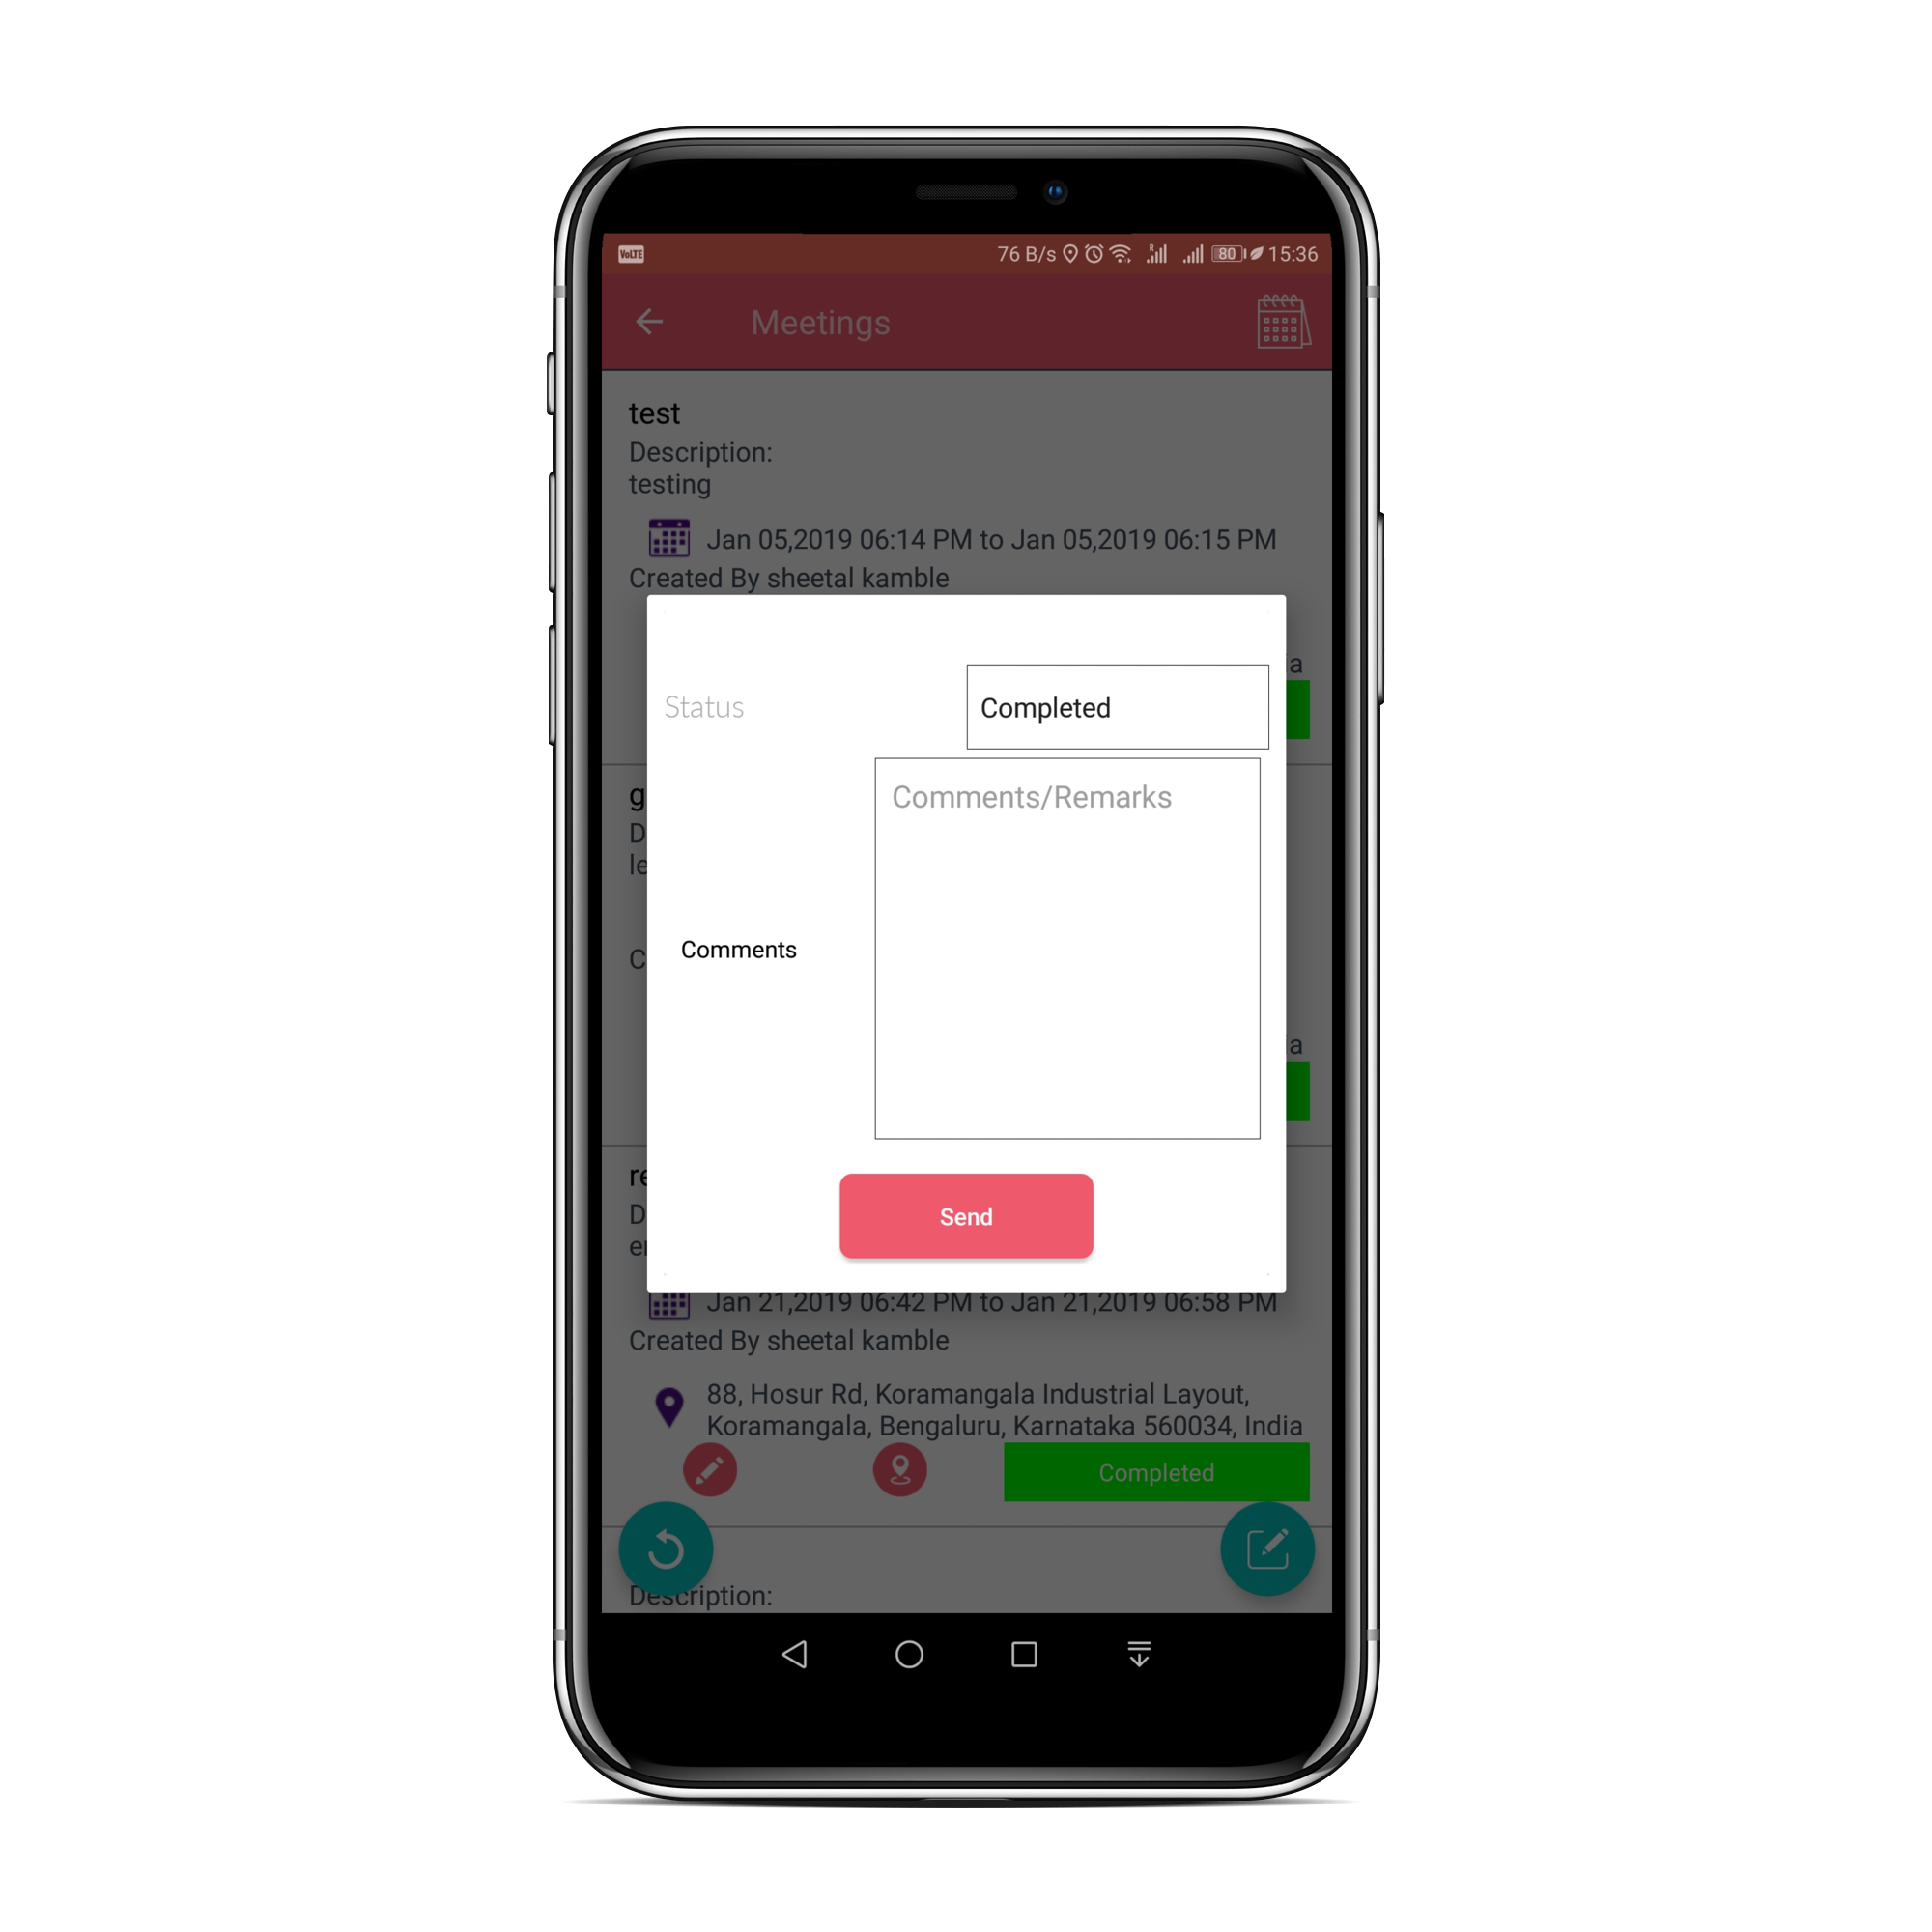 VoLTE 76 B/s R 80 15:36
Meetings
test
Description:
testing
Jan 05,2019 06:14 PM to Jan 05,2019 06:15 PM
Created By sheetal kamble
Status
Completed
Comments/Remarks
Comments
Send
Jan 21,2019 06:42 PM to Jan 21,2019 06:58 PM
Created By sheetal kamble
88, Hosur Rd, Koramangala Industrial Layout,
Koramangala, Bengaluru, Karnataka 560034, India
Completed
Description: